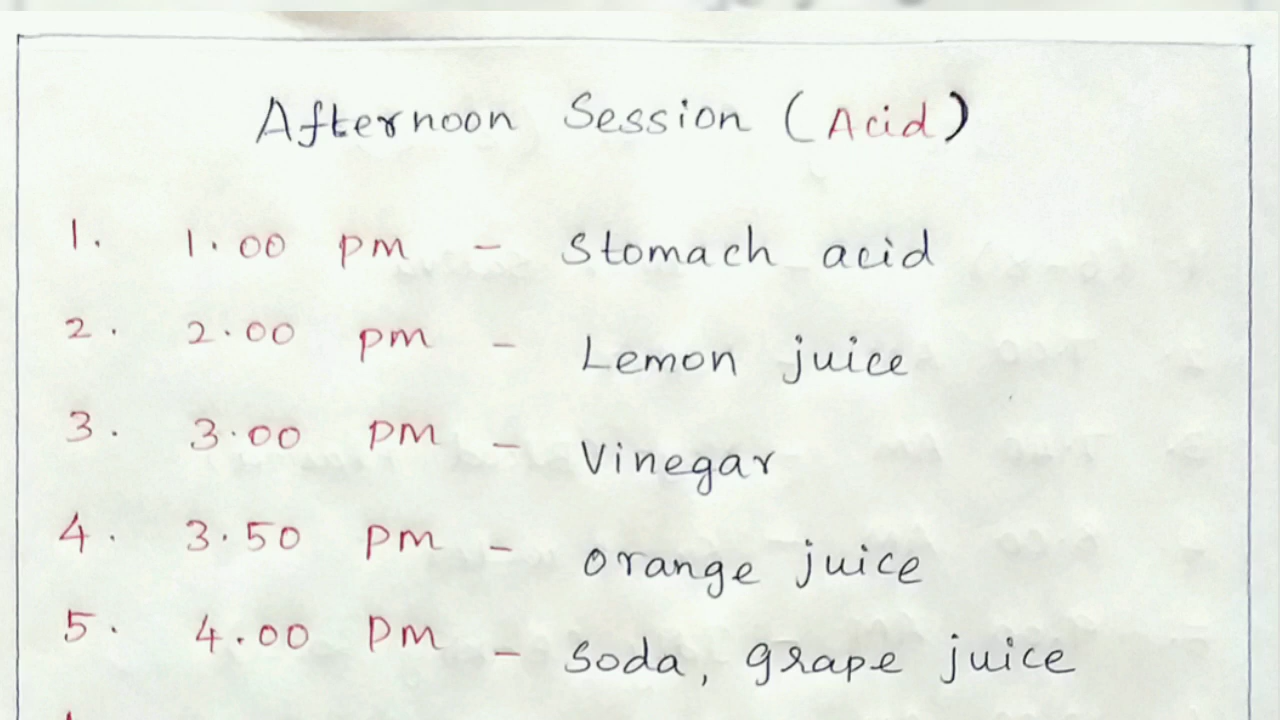 Afternoon Session (Acid)
1. 1.00 pm - Stomach acid
2. 2.00 pm - Lemon juice
3. 3.00 pm - Vinegar
4. 3.50 pm - orange juice
5. 4.00 pm - Soda, grape juice